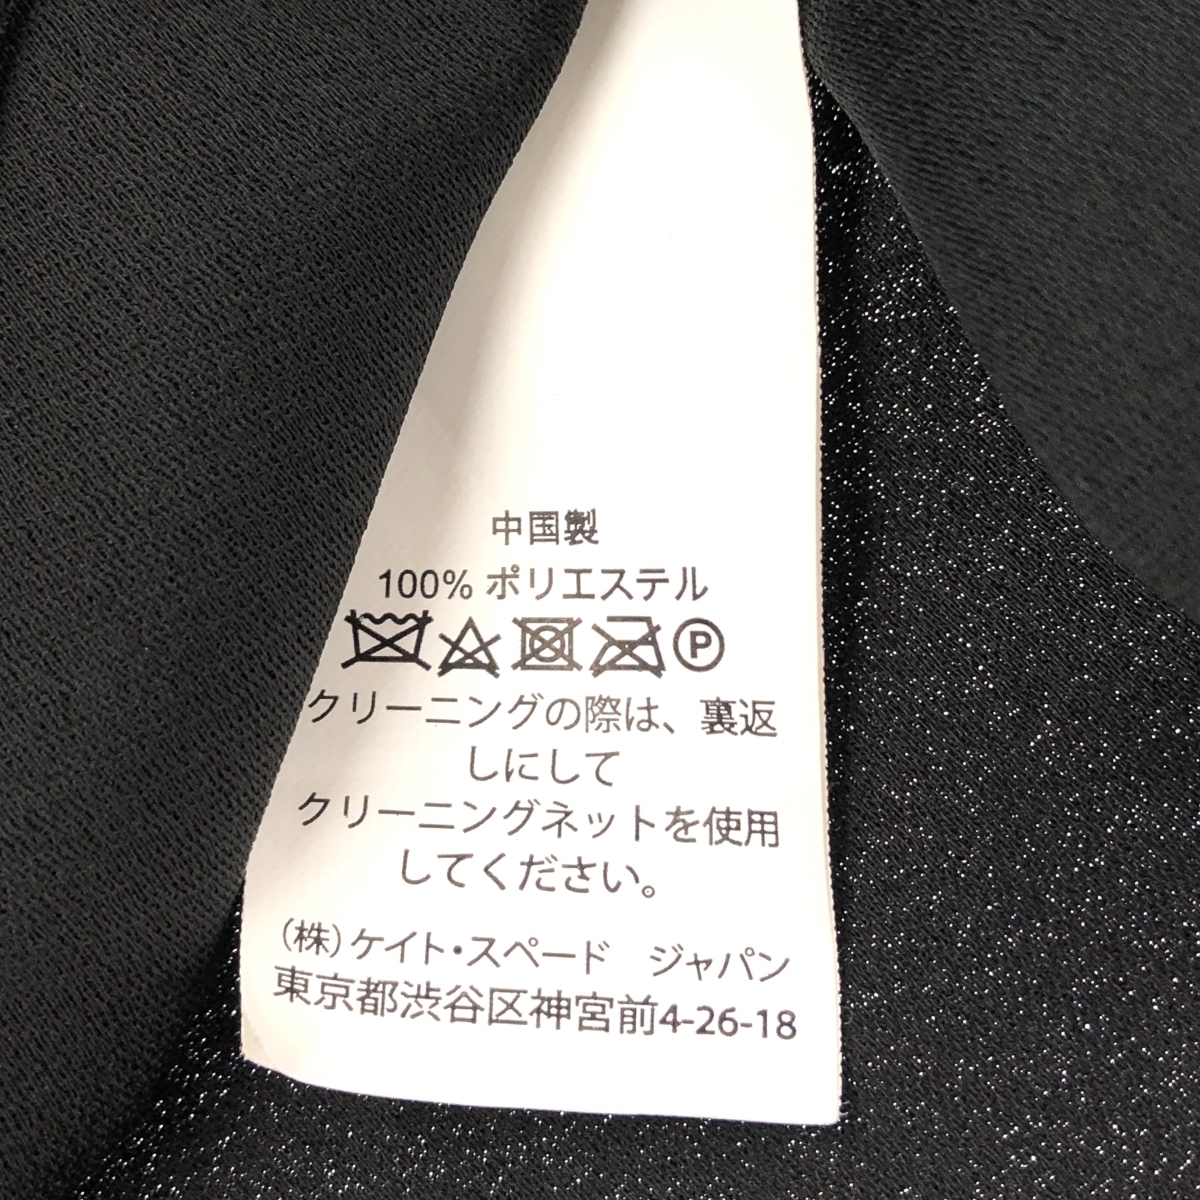 中国製
100% ポリエステル
P
クリーニングの際は、裏返
しにして
クリーニングネットを使用
してください。
（株）ケイト・スペード　ジャパン
東京都渋谷区神宮前4-26-18